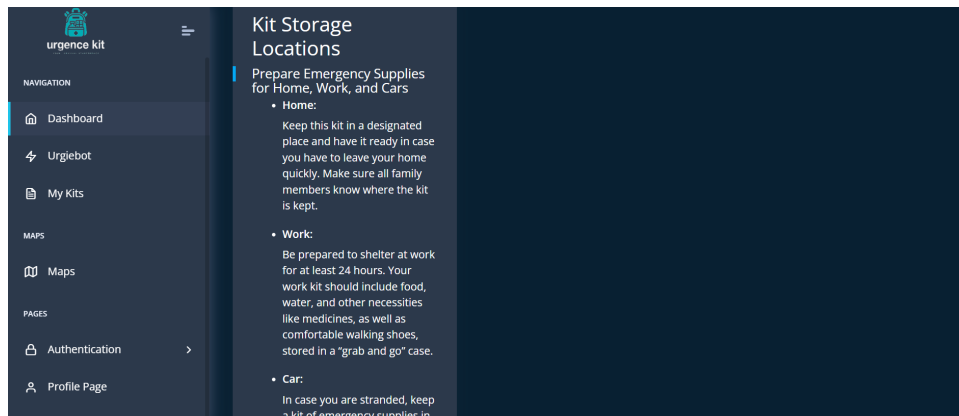 urgence kit
NAVIGATION
Dashboard
Urgiebot
My Kits
MAPS
Maps
PAGES
Authentication
Profile Page
Kit Storage
Locations
Prepare Emergency Supplies
for Home, Work, and Cars
• Home:
Keep this kit in a designated
place and have it ready in case
you have to leave your home
quickly. Make sure all family
members know where the kit
is kept.
• Work:
Be prepared to shelter at work
for at least 24 hours. Your
work kit should include food,
water, and other necessities
like medicines, as well as
comfortable walking shoes,
stored in a “grab and go” case.
• Car:
In case you are stranded, keep
a kit of emergency supplies in